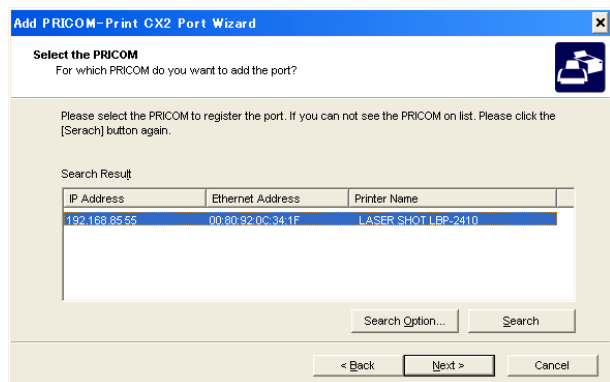 Add PRICOM-Print CX2 Port Wizard
Select the PRICOM
For which PRICOM do you want to add the port?
Please select the PRICOM to register the port. If you can not see the PRICOM on list. Please click the
[Serach] button again.
Search Result
IP Address Ethernet Address Printer Name
192.168.85.55 00:80:92:0C:34:1F LASER SHOT LBP-2410
Search Option... Search
< Back Next > Cancel